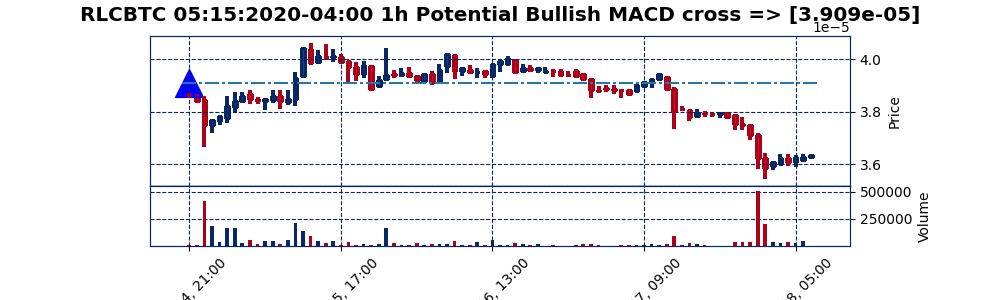 RLCBTC 05:15:2020-04:00 1h Potential Bullish MACD cross => [3.909e-05]
1e−5
4.0
3.8
3.6
Price
500000
250000
Volume
4, 21:00
5, 17:00
6, 13:00
7, 09:00
8, 05:00